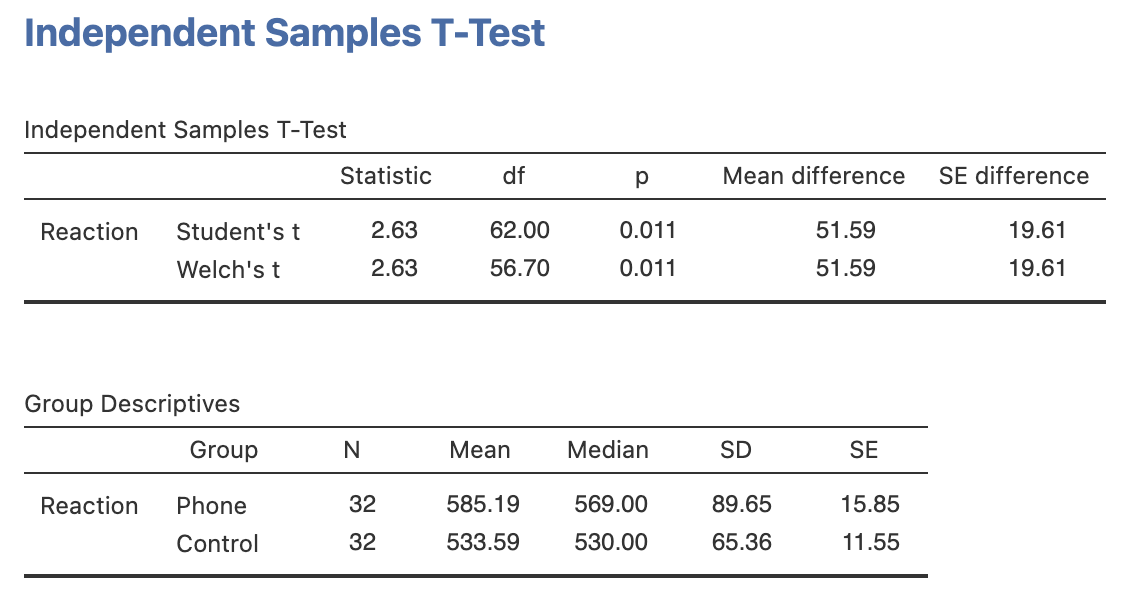 Independent Samples T-Test
Independent Samples T-Test
Statistic df p Mean difference SE difference
Reaction Student's t 2.63 62.00 0.011 51.59 19.61
Welch's t 2.63 56.70 0.011 51.59 19.61
Group Descriptives
Group N Mean Median SD SE
Reaction Phone 32 585.19 569.00 89.65 15.85
Control 32 533.59 530.00 65.36 11.55